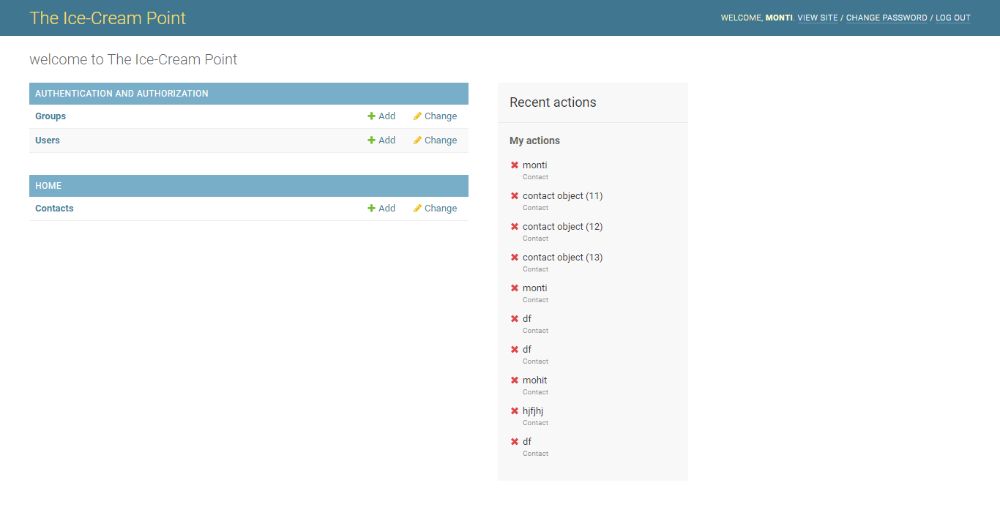 The Ice-Cream Point
WELCOME, MONTI. VIEW SITE / CHANGE PASSWORD / LOG OUT
welcome to The Ice-Cream Point
AUTHENTICATION AND AUTHORIZATION
Groups Add Change
Users Add Change
HOME
Contacts Add Change
Recent actions
My actions
monti
Contact
contact object (11)
Contact
contact object (12)
Contact
contact object (13)
Contact
monti
Contact
df
Contact
df
Contact
mohit
Contact
hjfjhj
Contact
df
Contact